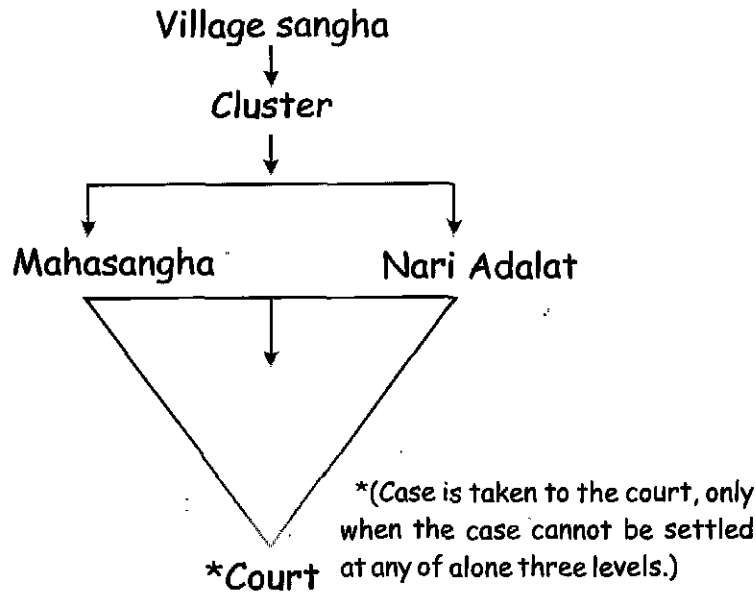 Village sangha
Cluster
Mahasangha
Nari Adalat
*(Case is taken to the court, only
when the case cannot be settled
at any of alone three levels.)
*Court